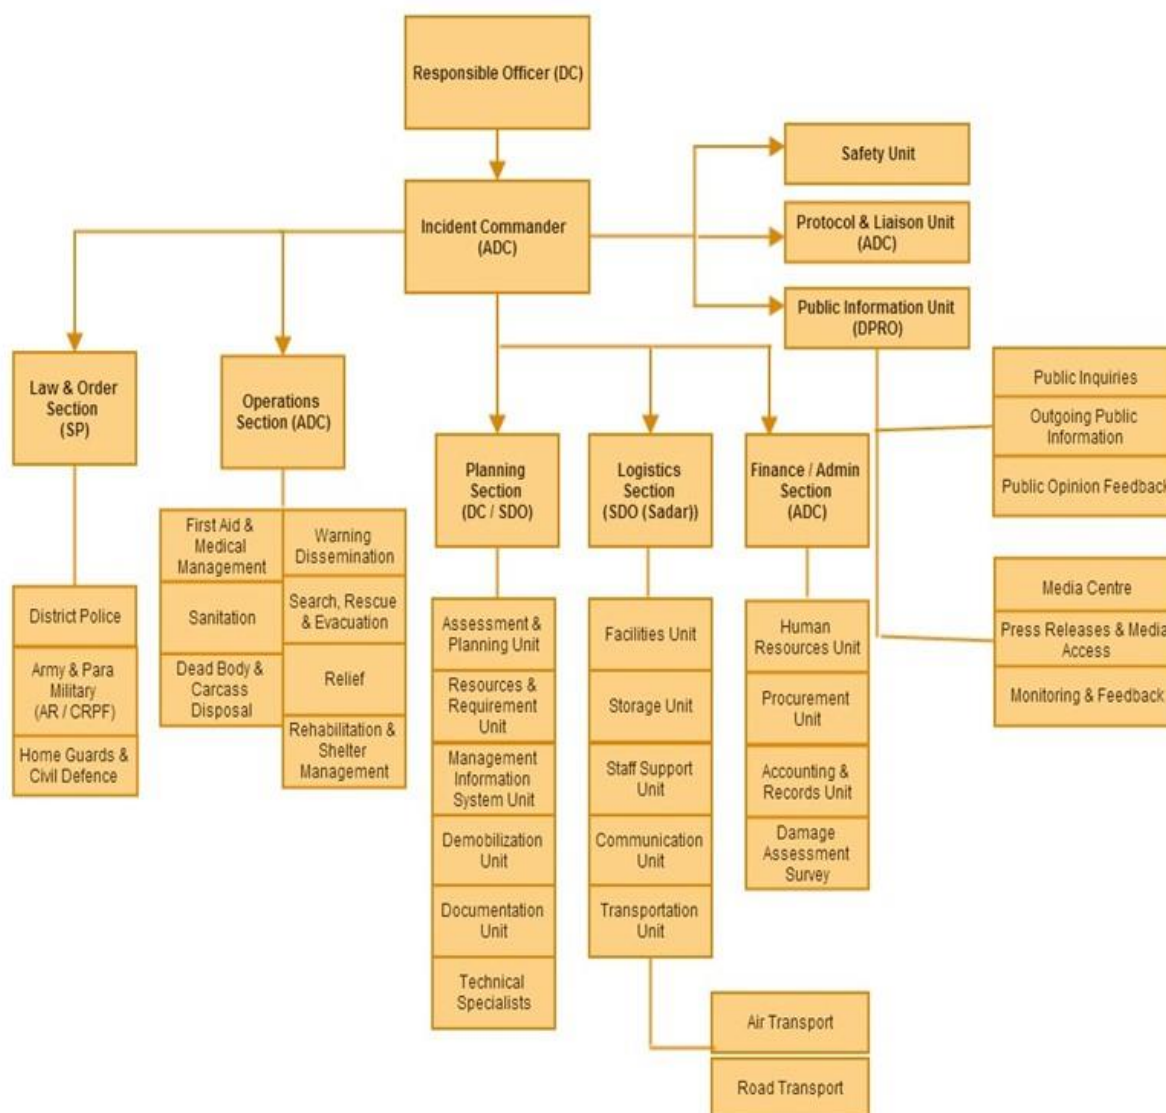 Responsible Officer (DC)
Incident Commander
(ADC)
Safety Unit
Protocol & Liaison Unit
(ADC)
Public Information Unit
(DPRO)
Law & Order
Section
(SP)
Operations
Section (ADC)
Planning
Section
(DC / SDO)
Logistics
Section
(SDO (Sadar))
Finance / Admin
Section
(ADC)
Public Inquiries
Outgoing Public
Information
Public Opinion Feedback
Media Centre
Press Releases & Media
Access
Monitoring & Feedback
District Police
Army & Para
Military
(AR / CRPF)
Home Guards &
Civil Defence
First Aid &
Medical
Management
Sanitation
Dead Body &
Carcass
Disposal
Warning
Dissemination
Search, Rescue
& Evacuation
Relief
Rehabilitation &
Shelter
Management
Assessment &
Planning Unit
Resources &
Requirement
Unit
Management
Information
System Unit
Demobilization
Unit
Documentation
Unit
Technical
Specialists
Facilities Unit
Storage Unit
Staff Support
Unit
Communication
Unit
Transportation
Unit
Human
Resources Unit
Procurement
Unit
Accounting &
Records Unit
Damage
Assessment
Survey
Air Transport
Road Transport